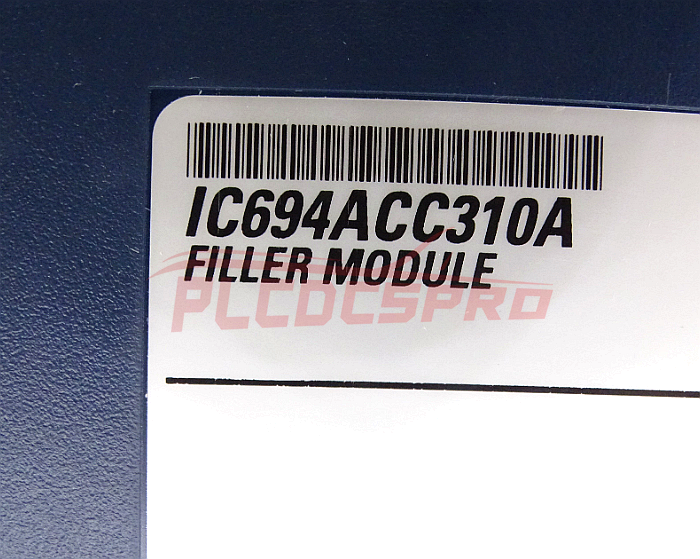 IC694ACC310A
FILLER MODULE
PLCDCSPRO